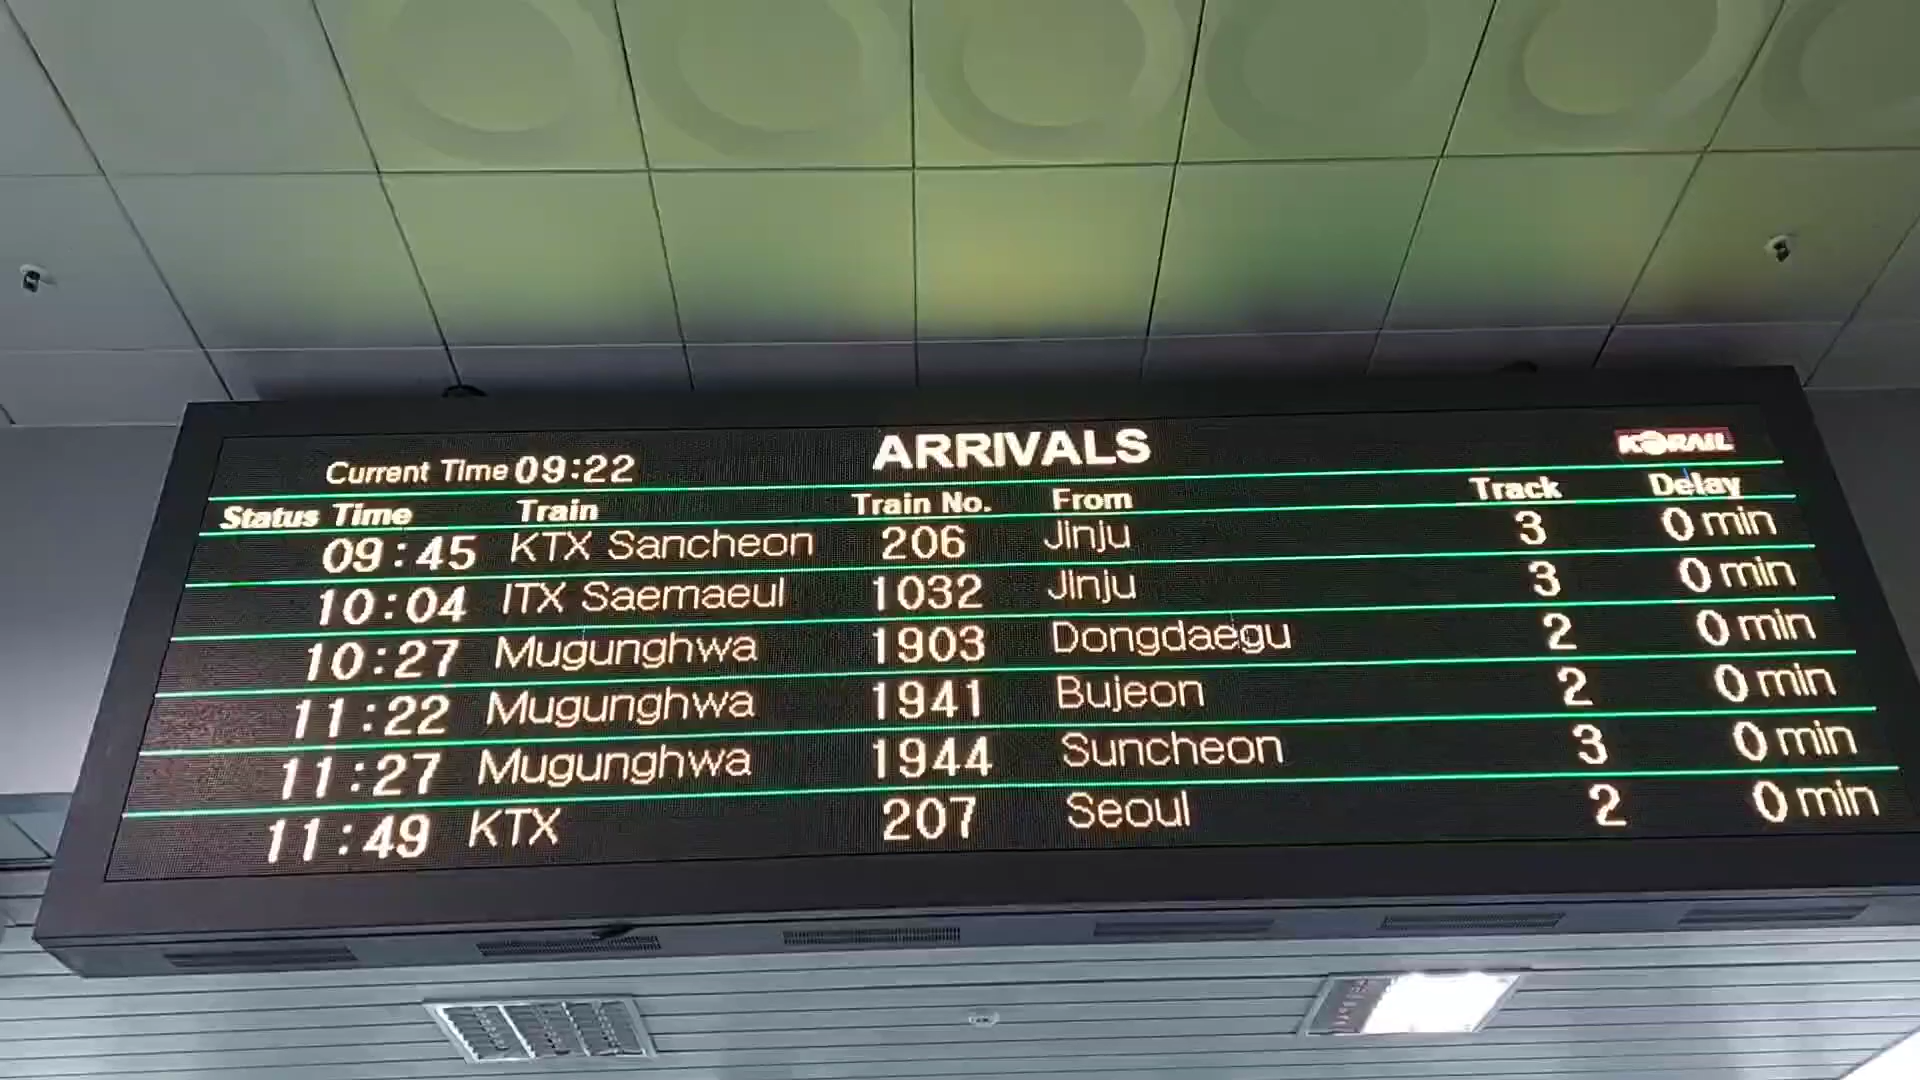 Current Time 09:22 ARRIVALS KORAIL
Status Time Train Train No. From Track Delay
09:45 KTX Sancheon 206 Jinju 3 0 min
10:04 ITX Saemaeul 1032 Jinju 3 0 min
10:27 Mugunghwa 1903 Dongdaegu 2 0 min
11:22 Mugunghwa 1941 Bujeon 2 0 min
11:27 Mugunghwa 1944 Suncheon 3 0 min
11:49 KTX 207 Seoul 2 0 min